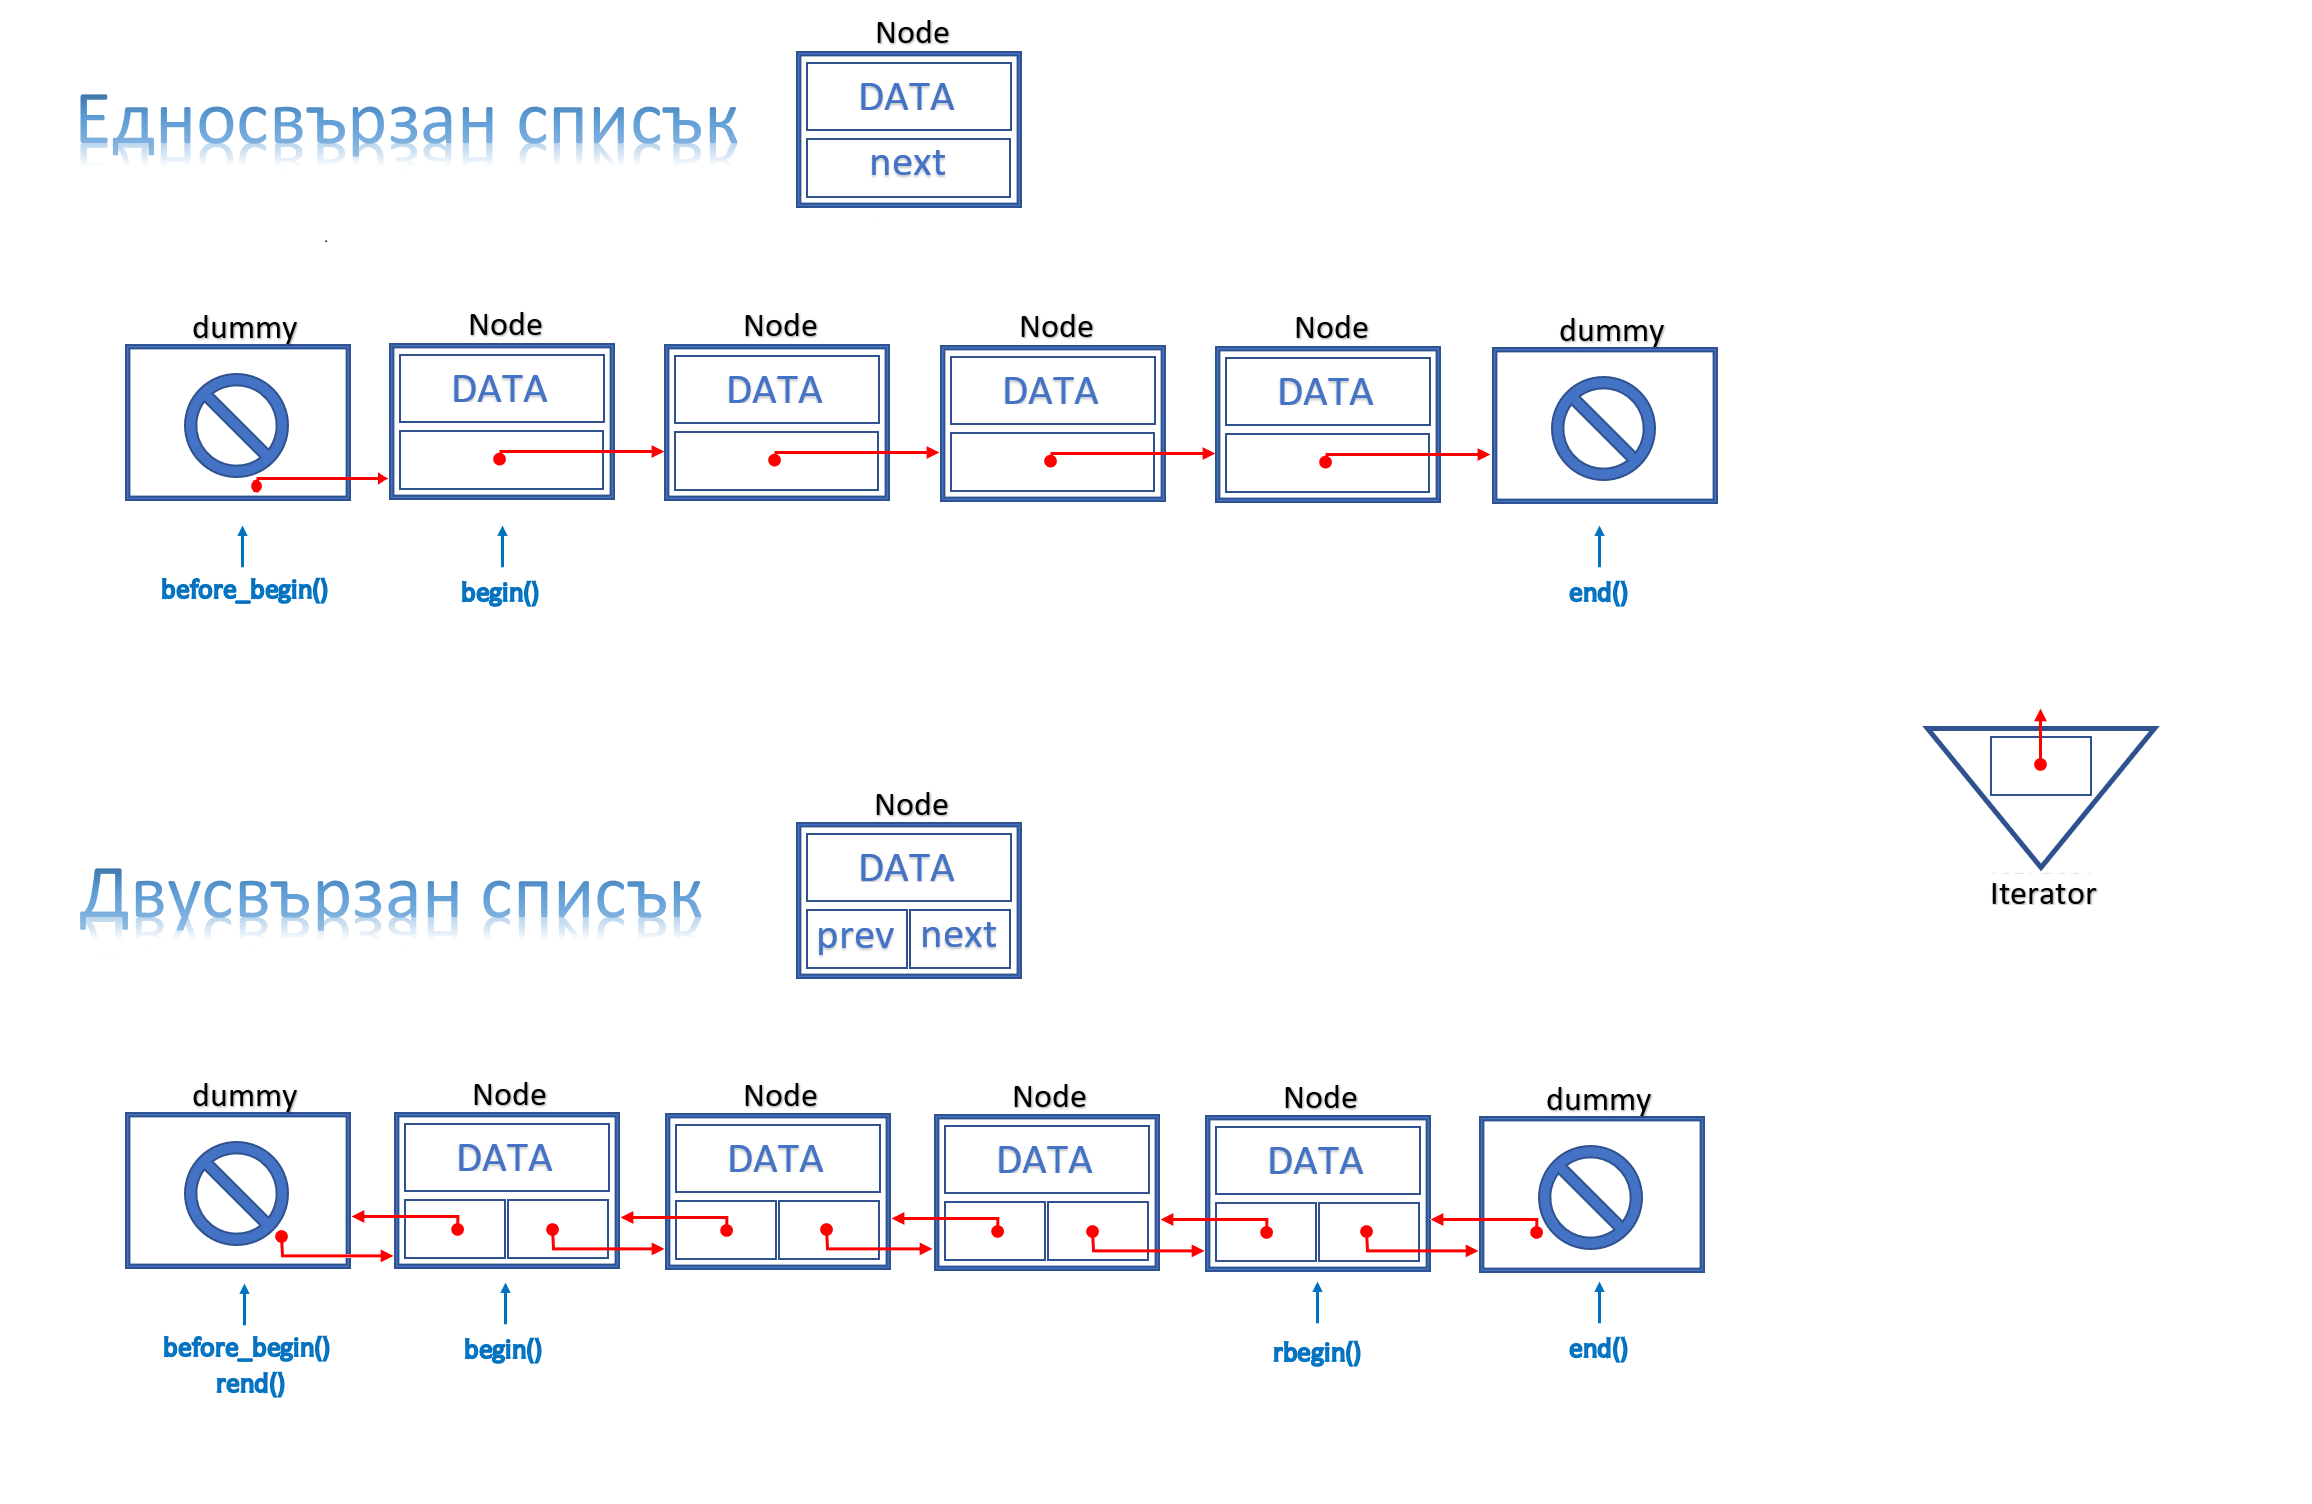 Node
Едносвързан списък
DATA
next
dummy Node Node Node Node dummy
DATA DATA DATA DATA
before_begin() begin() end()
Node
Двусвързан списък
DATA
prev next
Iterator
dummy Node Node Node Node dummy
DATA DATA DATA DATA
before_begin() begin() rbegin() end()
rend()